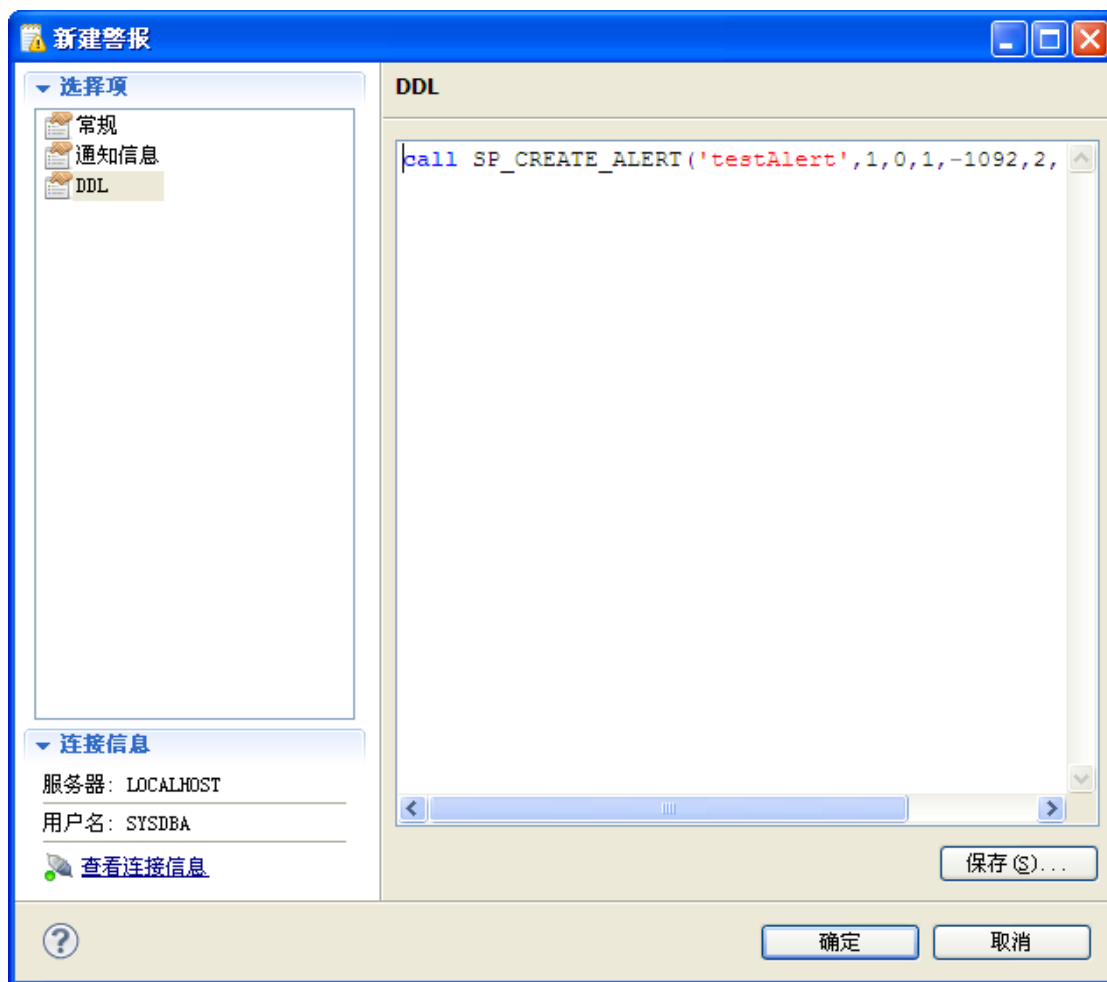 新建警报
选择项
常规
通知信息
DDL
连接信息
服务器: LOCALHOST
用户名: SYSDBA
查看连接信息
DDL
call SP_CREATE_ALERT('testAlert',1,0,1,-1092,2,
保存(S)...
确定
取消